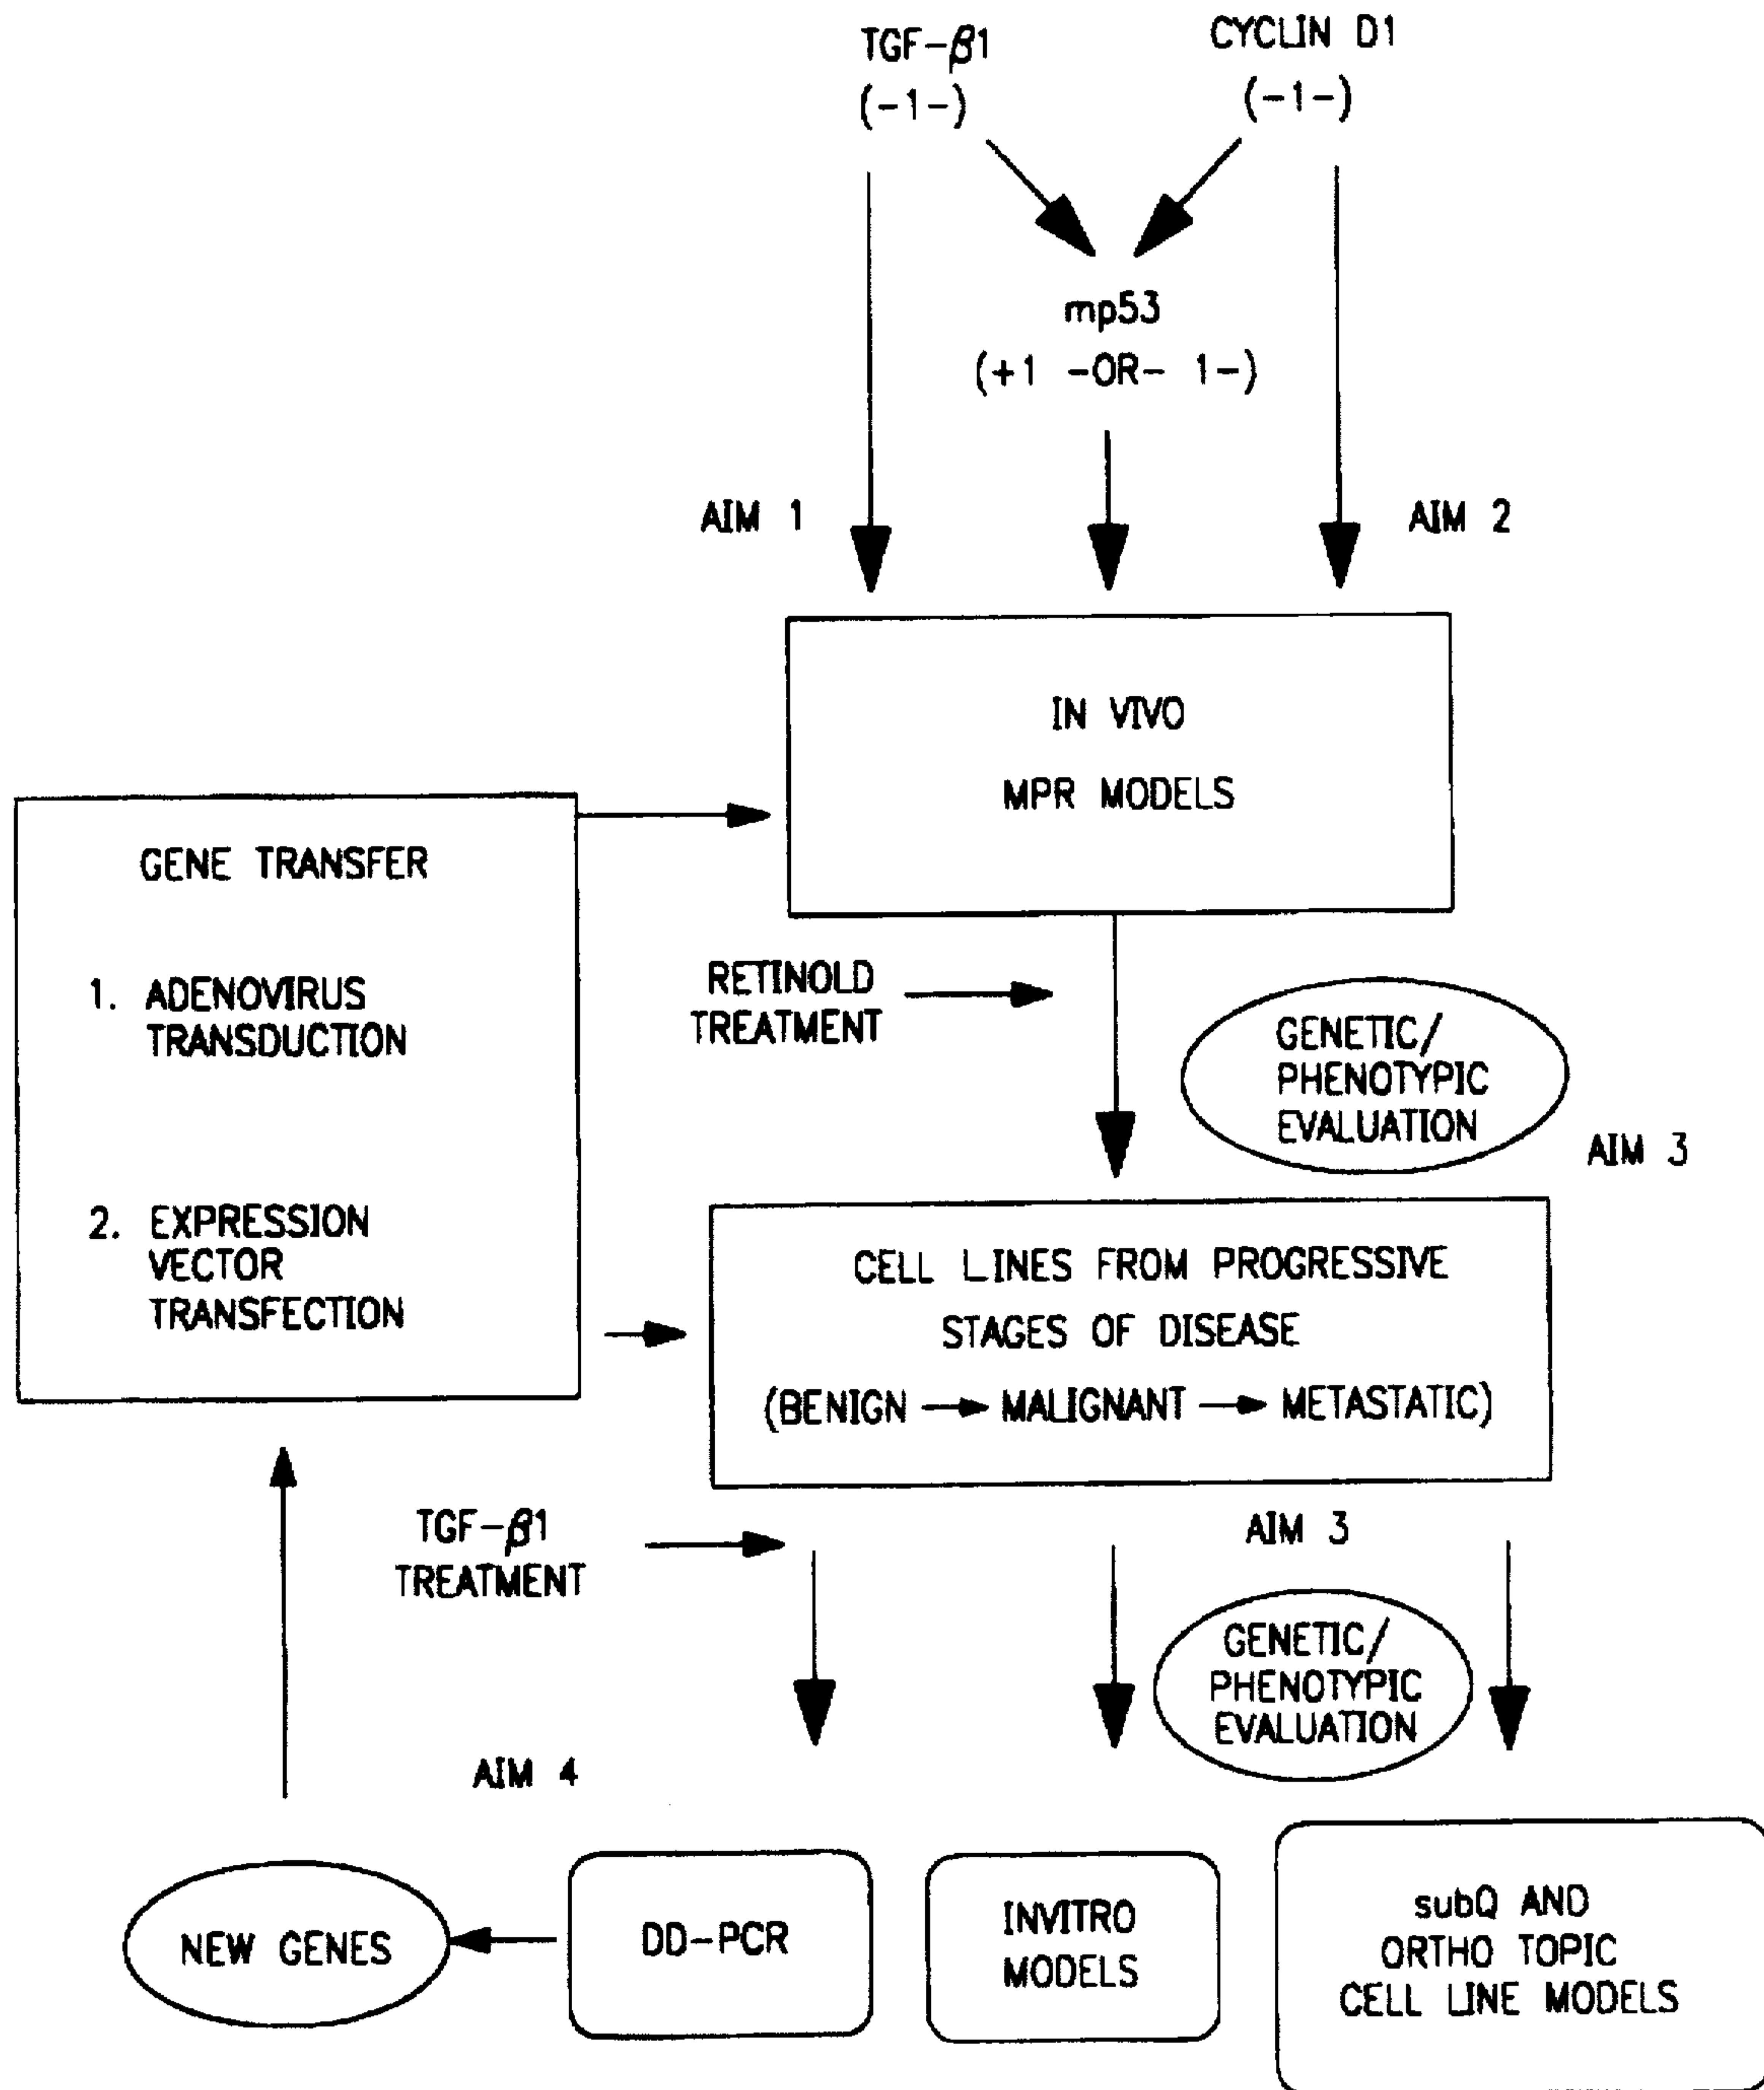 TGF-β1
(-1-)
CYCLIN D1
(-1-)
mp53
(+1 -OR- 1-)
AIM 1
AIM 2
IN VIVO
MPR MODELS
GENE TRANSFER
1. ADENOVIRUS
TRANSDUCTION
2. EXPRESSION
VECTOR
TRANSFECTION
RETINOLD
TREATMENT
GENETIC/
PHENOTYPIC
EVALUATION
AIM 3
CELL LINES FROM PROGRESSIVE
STAGES OF DISEASE
(BENIGN → MALIGNANT → METASTATIC)
TGF-β1
TREATMENT
AIM 3
GENETIC/
PHENOTYPIC
EVALUATION
AIM 4
NEW GENES
DD-PCR
INVITRO
MODELS
subQ AND
ORTHO TOPIC
CELL LINE MODELS